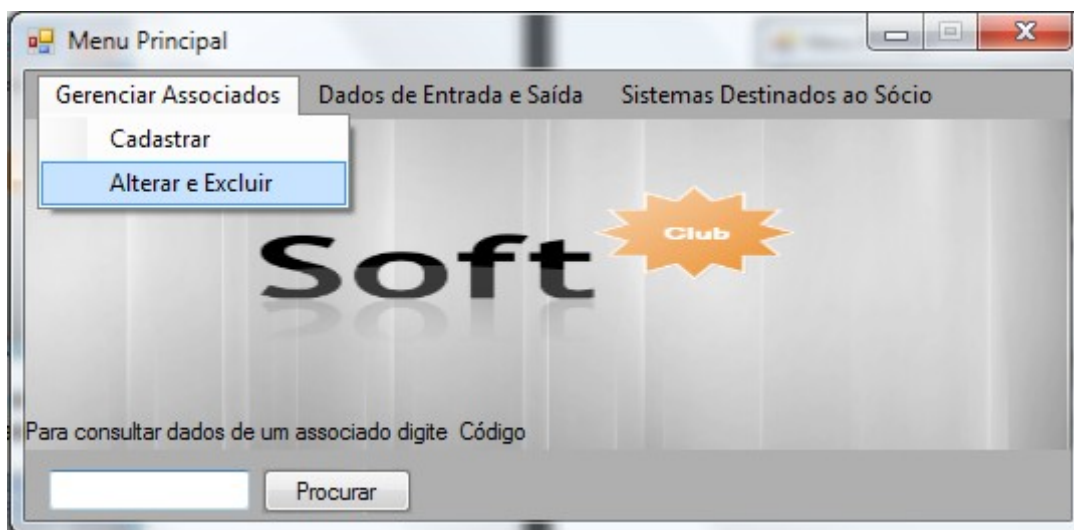 Menu Principal
Gerenciar Associados Dados de Entrada e Saída Sistemas Destinados ao Sócio
Cadastrar
Alterar e Excluir
Club
Soft
Para consultar dados de um associado digite Código
Procurar